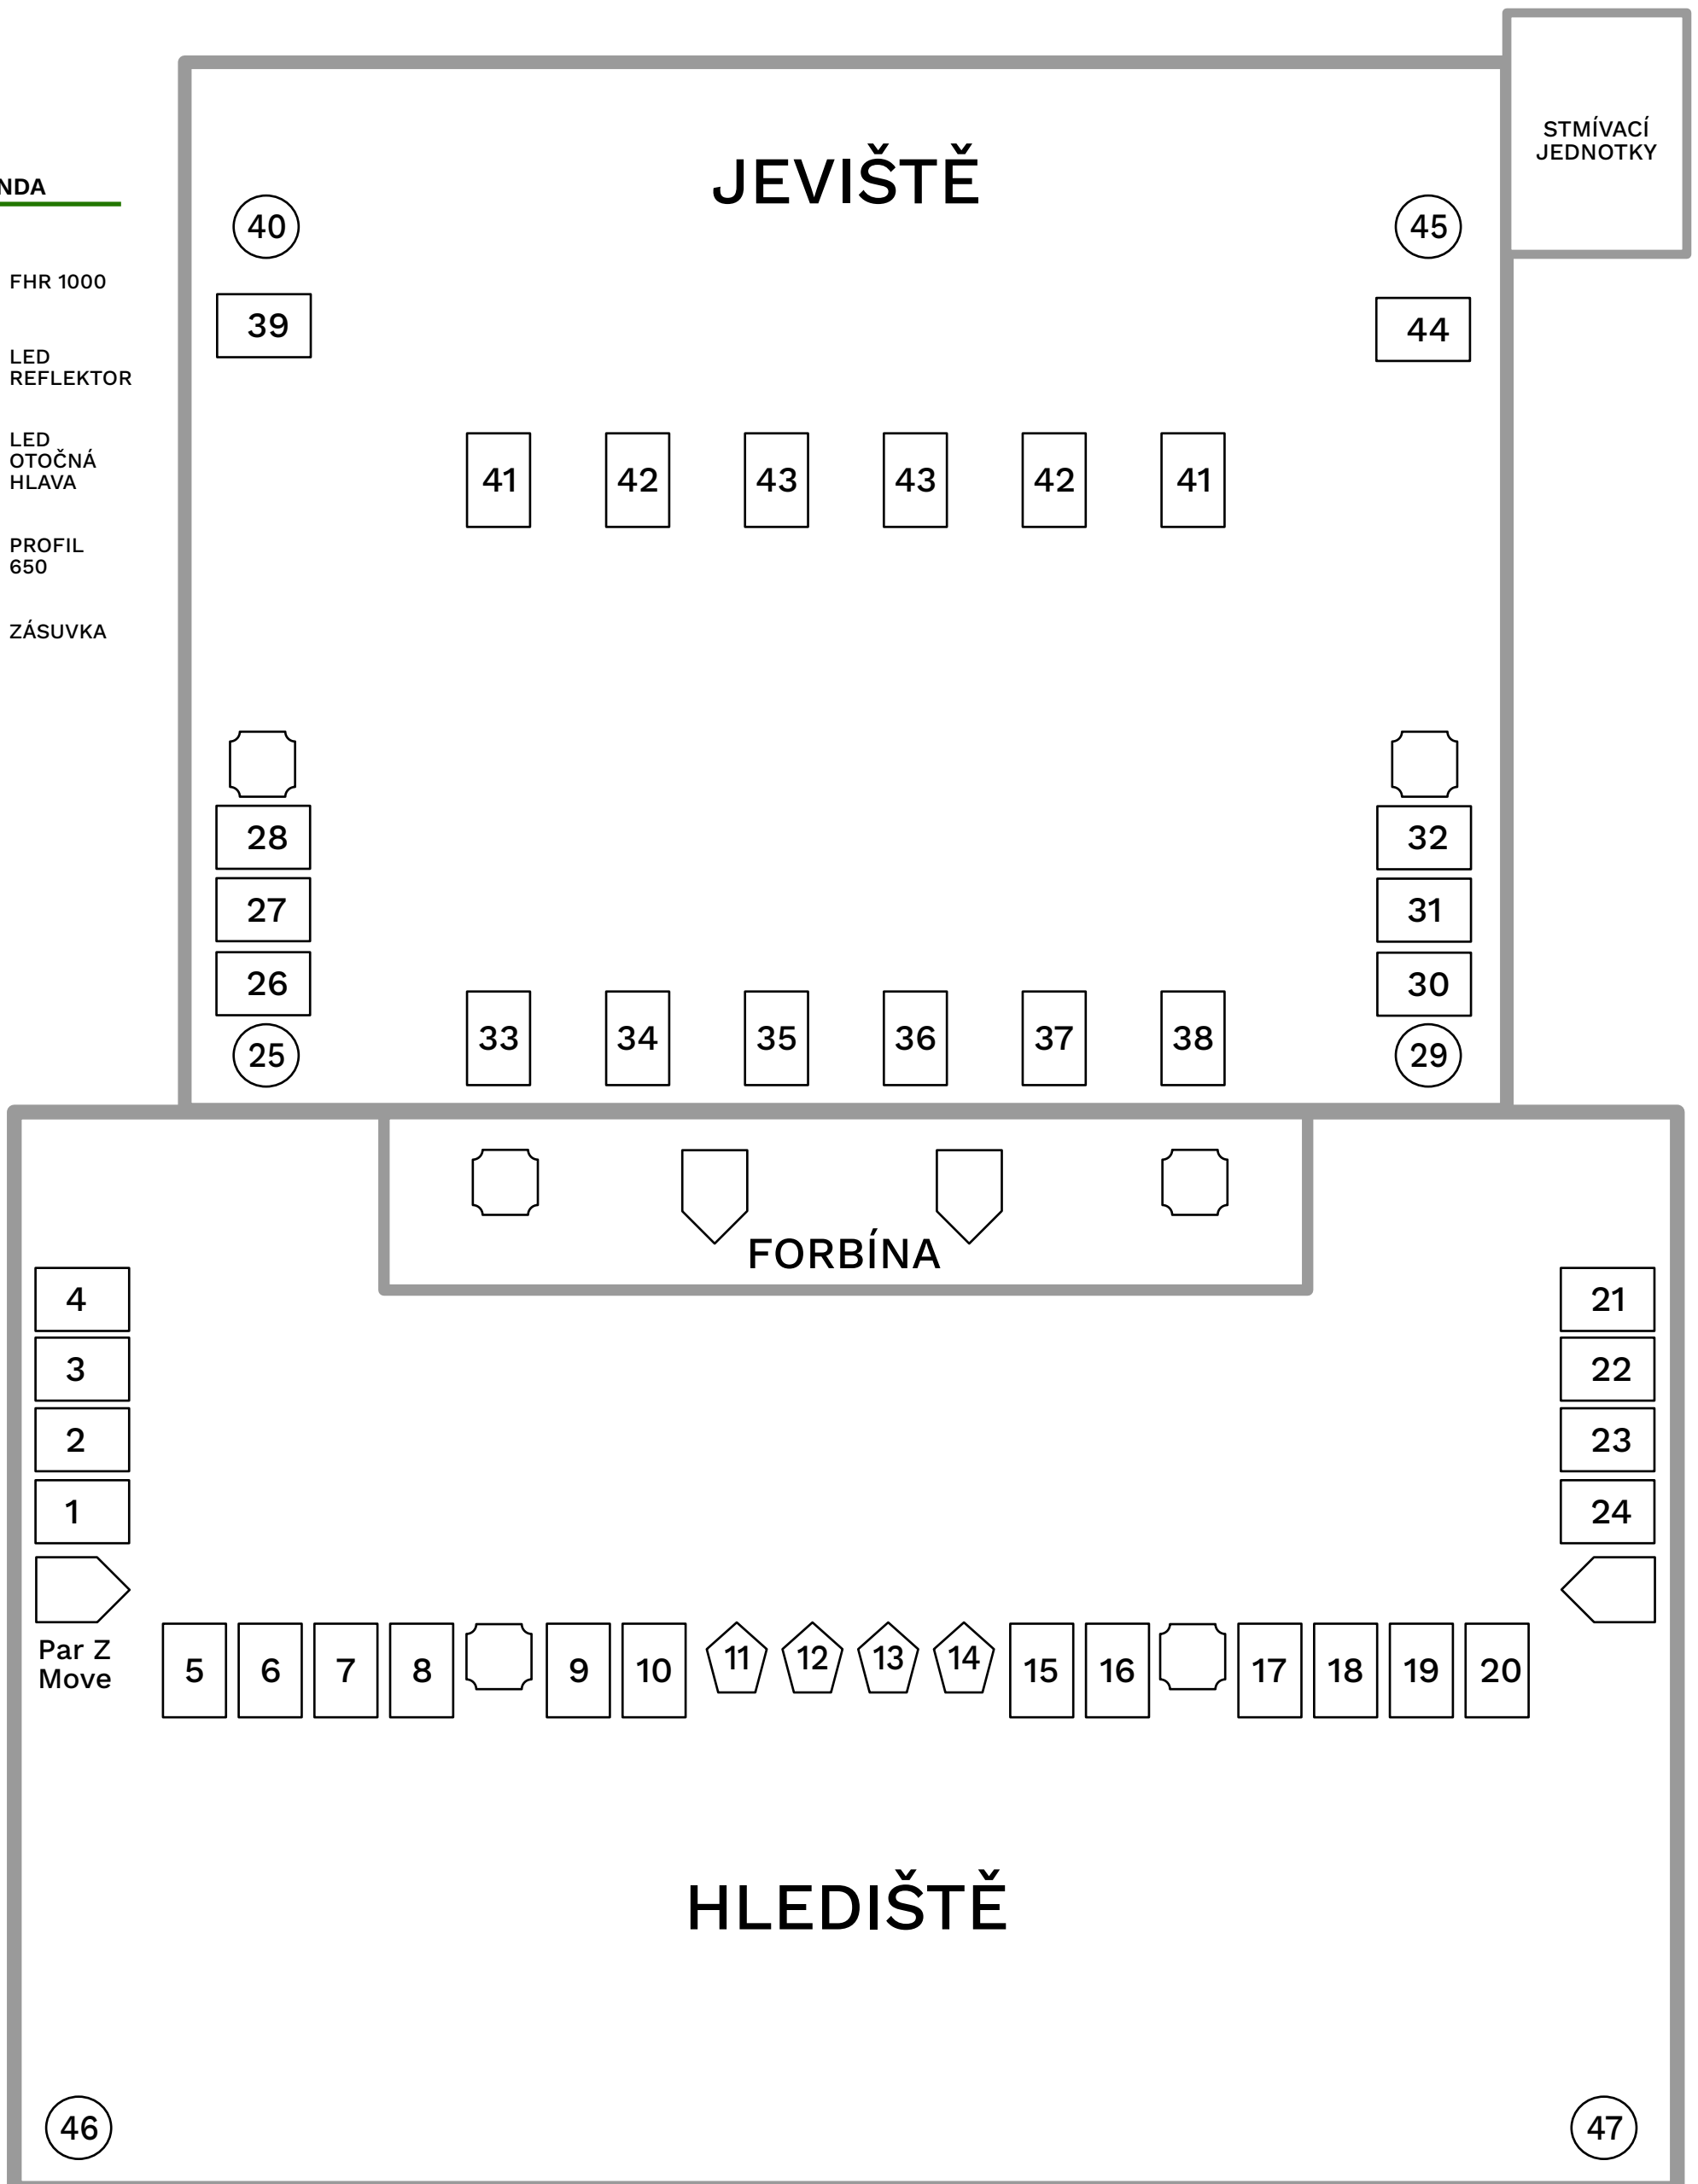 STMÍVACÍ
JEDNOTKY
JEVIŠTĚ
NDA
FHR 1000
LED
REFLEKTOR
LED
OTOČNÁ
HLAVA
PROFIL
650
ZÁSUVKA
40
45
39
44
41 42 43 43 42 41
28
32
27
31
26
30
25
29
33 34 35 36 37 38
FORBÍNA
4
21
3
22
2
23
1
24
Par Z
Move
5 6 7 8 9 10 11 12 13 14 15 16 17 18 19 20
HLEDIŠTĚ
46
47